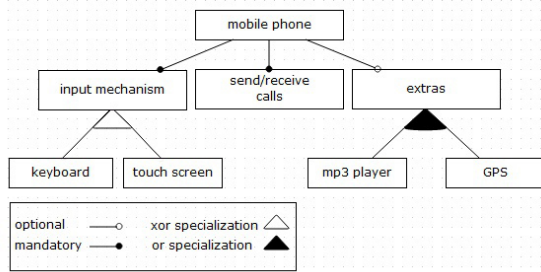 mobile phone
input mechanism
send/receive
calls
extras
keyboard
touch screen
mp3 player
GPS
optional
xor specialization
mandatory
or specialization